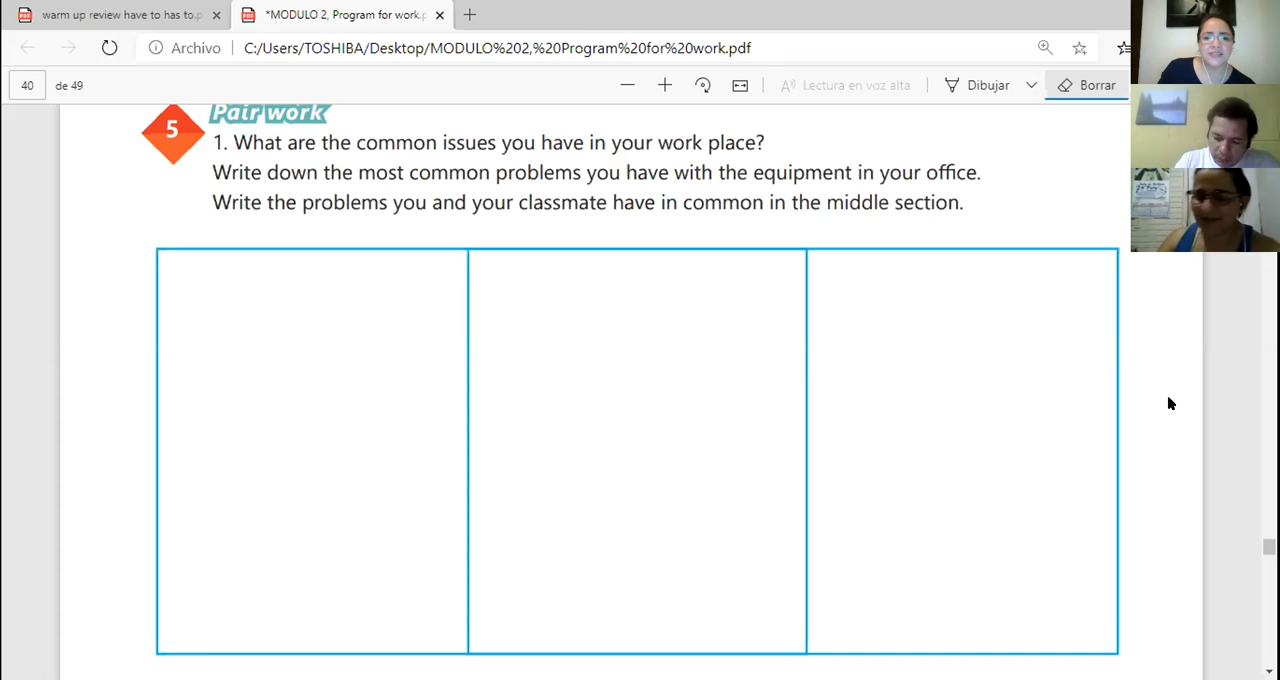 warm up review have to has to.p
*MODULO 2, Program for work.p
Archivo
C:/Users/TOSHIBA/Desktop/MODULO%202,%20Program%20for%20work.pdf
40
de 49
Lectura en voz alta
Dibujar
Borrar
5
Pair work
1. What are the common issues you have in your work place?
Write down the most common problems you have with the equipment in your office.
Write the problems you and your classmate have in common in the middle section.